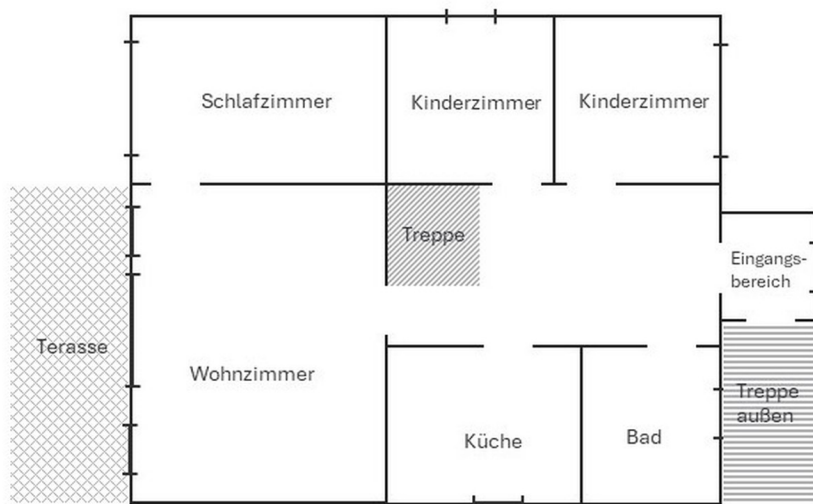 Schlafzimmer
Kinderzimmer
Kinderzimmer
Treppe
Eingangs-
bereich
Terasse
Wohnzimmer
Treppe
außen
Küche
Bad